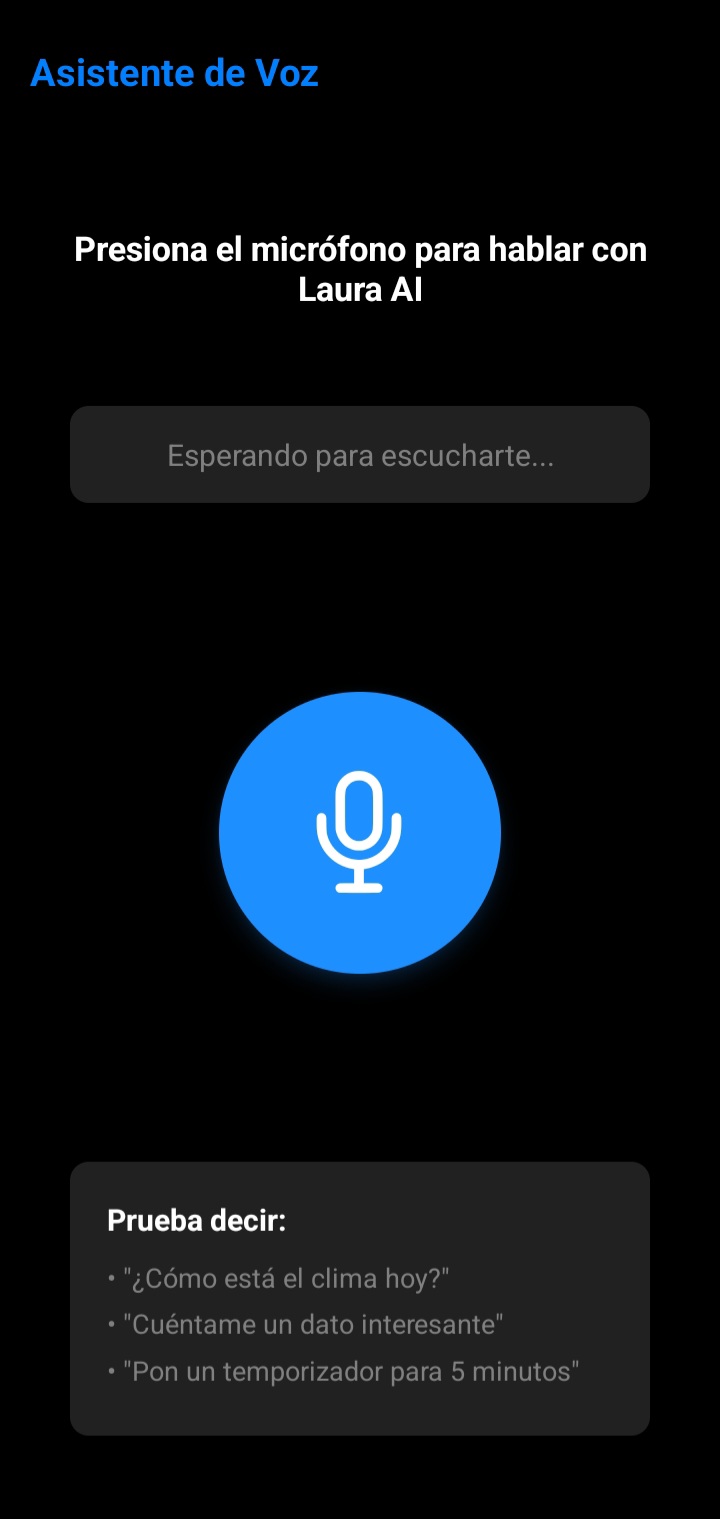 Asistente de Voz
Presiona el micrófono para hablar con
Laura AI
Esperando para escucharte...
Prueba decir:
• "¿Cómo está el clima hoy?"
• "Cuéntame un dato interesante"
• "Pon un temporizador para 5 minutos"